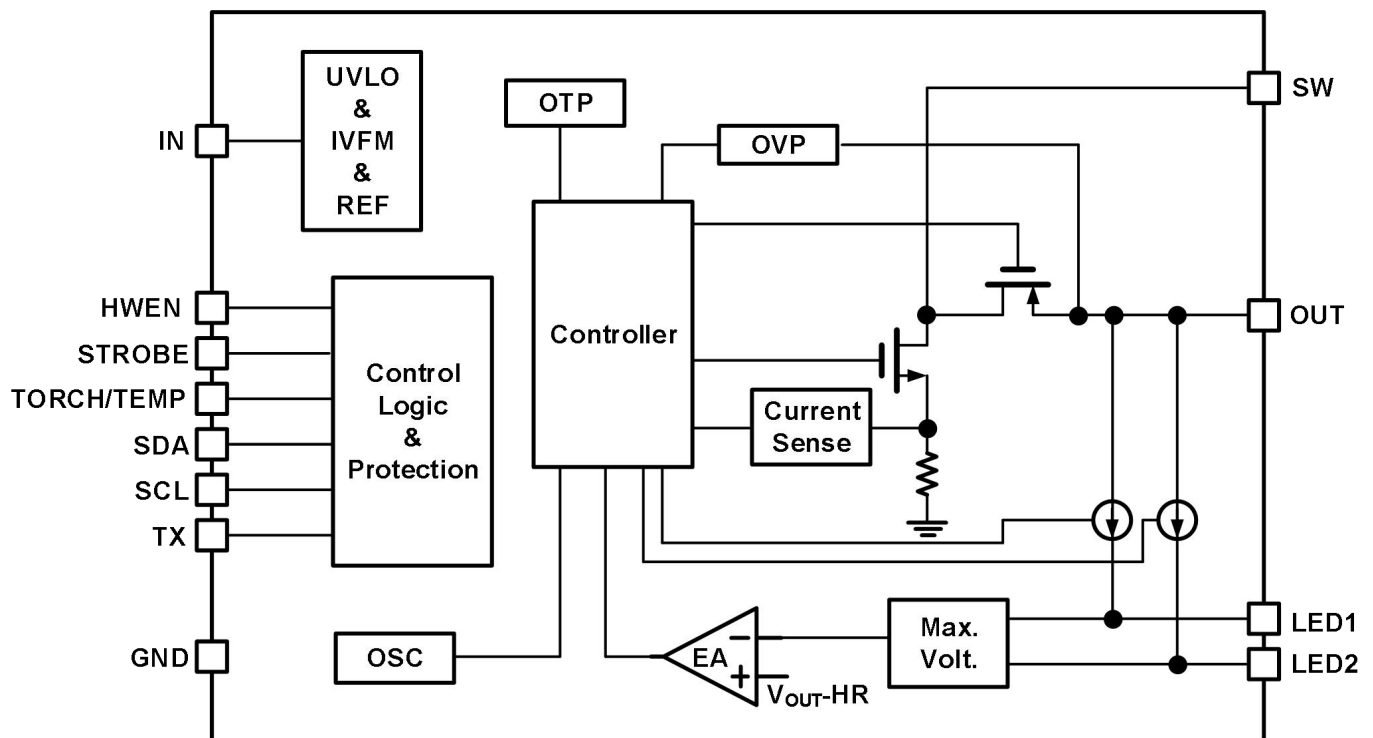 UVLO
&
IVFM
&
REF
OTP
OVP
SW
IN
HWEN
STROBE
TORCH/TEMP
SDA
SCL
TX
GND
Control
Logic
&
Protection
Controller
Current
Sense
OUT
OSC
EA
VOUT-HR
Max.
Volt.
LED1
LED2